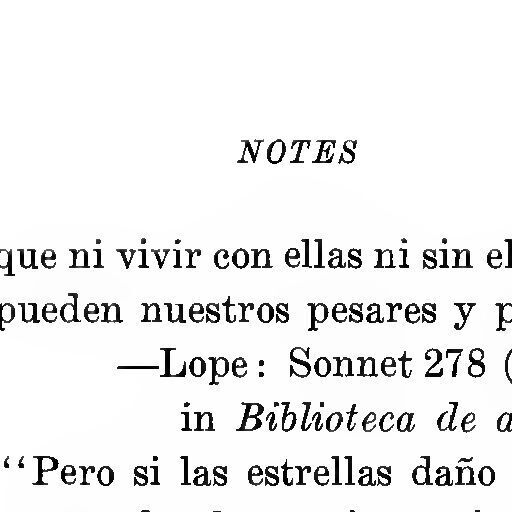 NOTES
que ni vivir con ellas ni sin el
pueden nuestros pesares y p
—Lope: Sonnet 278 (
in Biblioteca de a
“Pero si las estrellas daño